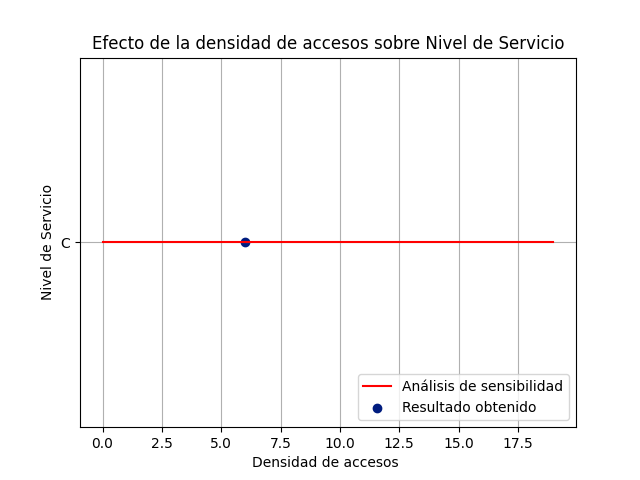 Efecto de la densidad de accesos sobre Nivel de Servicio
Nivel de Servicio
C
Análisis de sensibilidad
Resultado obtenido
0.0 2.5 5.0 7.5 10.0 12.5 15.0 17.5
Densidad de accesos